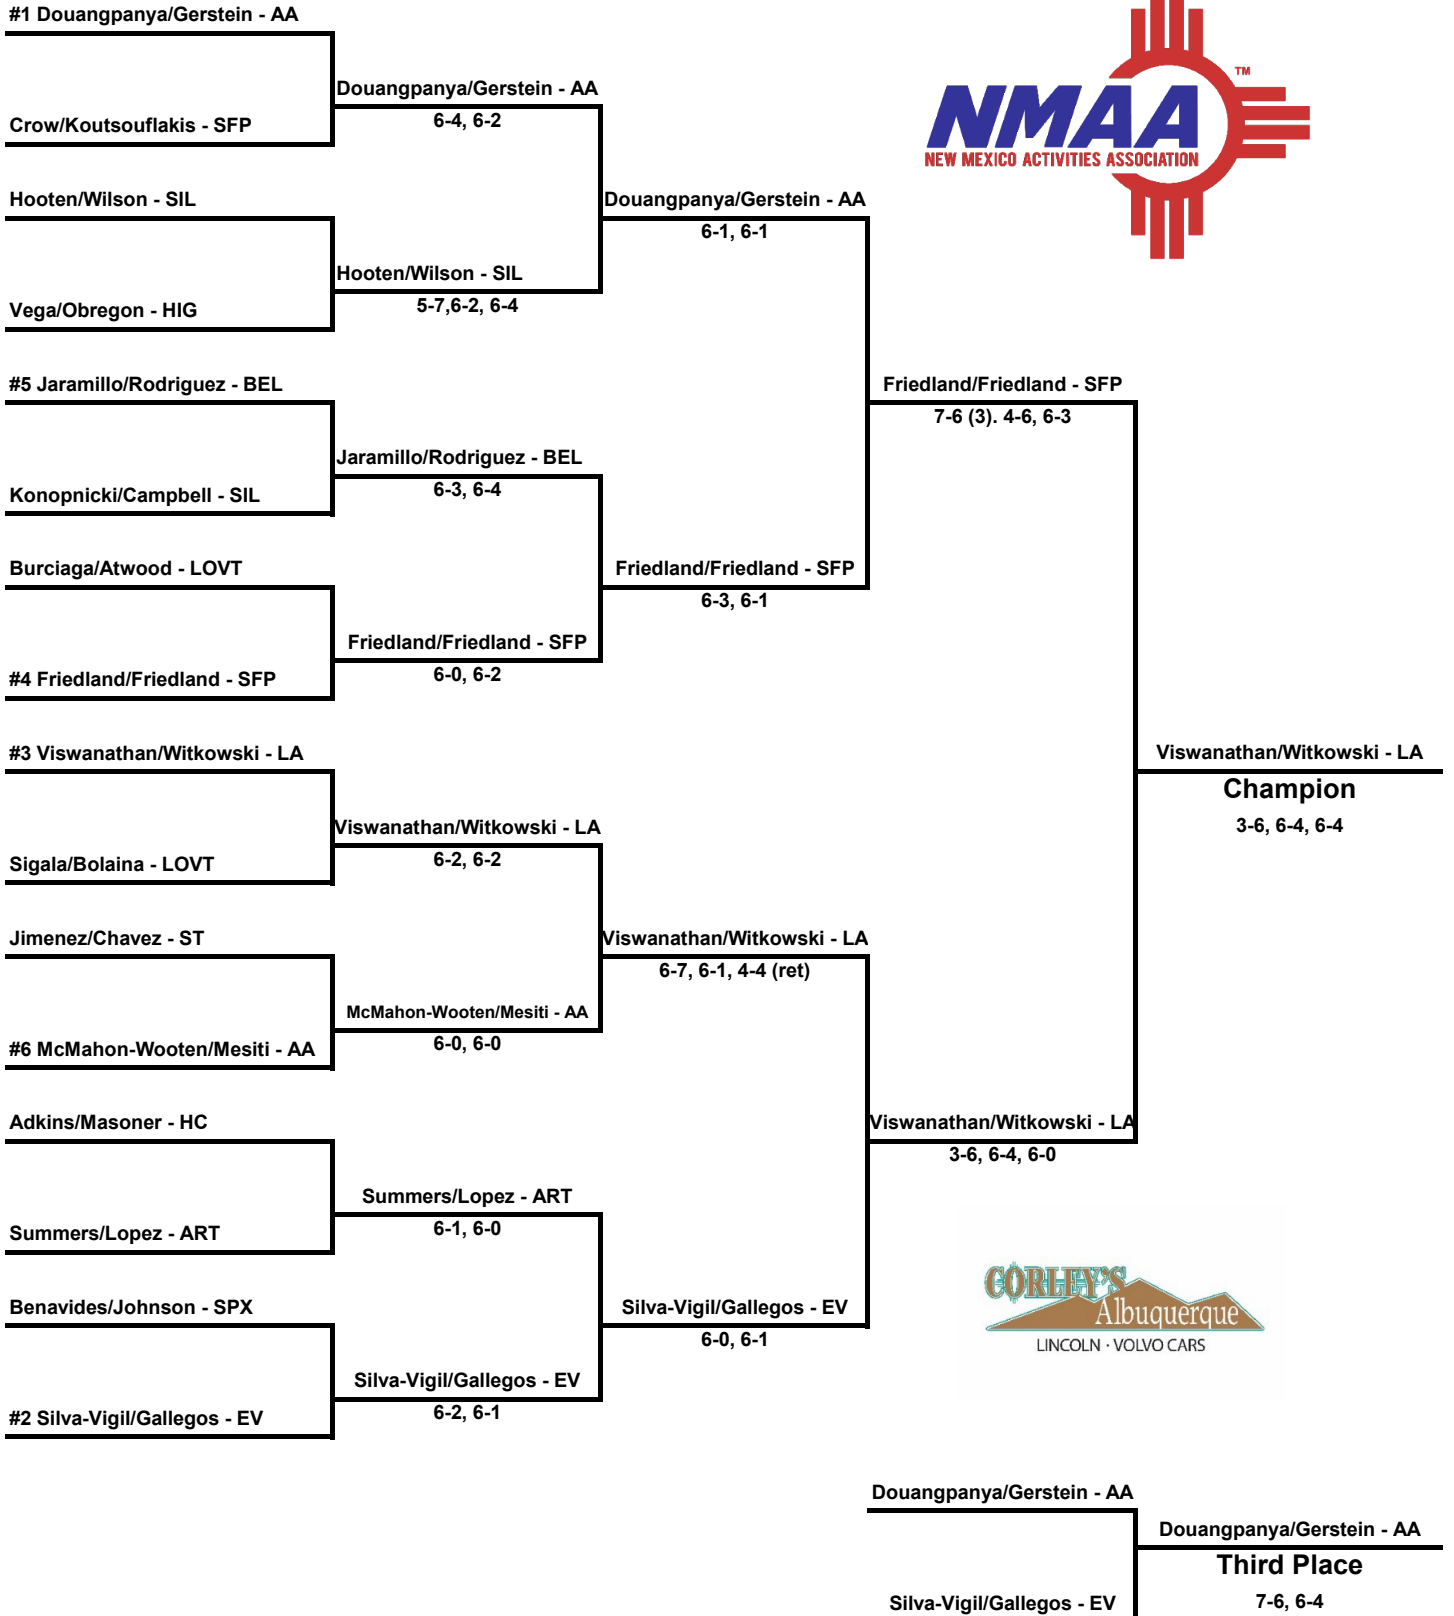 #1 Douangpanya/Gerstein - AA
Crow/Koutsouflakis - SFP
Hooten/Wilson - SIL
Vega/Obregon - HIG
#5 Jaramillo/Rodriguez - BEL
Konopnicki/Campbell - SIL
Burciaga/Atwood - LOVT
#4 Friedland/Friedland - SFP
#3 Viswanathan/Witkowski - LA
Sigala/Bolaina - LOVT
Jimenez/Chavez - ST
#6 McMahon-Wooten/Mesiti - AA
Adkins/Masoner - HC
Summers/Lopez - ART
Benavides/Johnson - SPX
#2 Silva-Vigil/Gallegos - EV
Douangpanya/Gerstein - AA
6-4, 6-2
Hooten/Wilson - SIL
5-7,6-2, 6-4
Jaramillo/Rodriguez - BEL
6-3, 6-4
Friedland/Friedland - SFP
6-0, 6-2
Viswanathan/Witkowski - LA
6-2, 6-2
McMahon-Wooten/Mesiti - AA
6-0, 6-0
Summers/Lopez - ART
6-1, 6-0
Silva-Vigil/Gallegos - EV
6-2, 6-1
Douangpanya/Gerstein - AA
6-1, 6-1
Friedland/Friedland - SFP
6-3, 6-1
Viswanathan/Witkowski - LA
6-7, 6-1, 4-4 (ret)
Silva-Vigil/Gallegos - EV
6-0, 6-1
NMAA
TM
NEW MEXICO ACTIVITIES ASSOCIATION
Friedland/Friedland - SFP
7-6 (3). 4-6, 6-3
Viswanathan/Witkowski - LA
3-6, 6-4, 6-0
Viswanathan/Witkowski - LA
Champion
3-6, 6-4, 6-4
CORLEY'S
Albuquerque
LINCOLN · VOLVO CARS
Douangpanya/Gerstein - AA
Silva-Vigil/Gallegos - EV
Douangpanya/Gerstein - AA
Third Place
7-6, 6-4